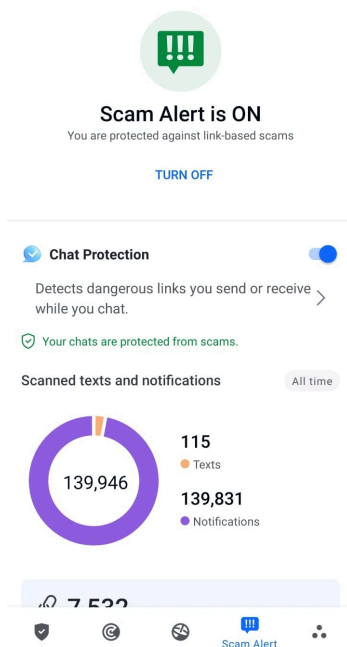 Scam Alert is ON
You are protected against link-based scams
TURN OFF
Chat Protection
Detects dangerous links you send or receive
while you chat.
Your chats are protected from scams.
Scanned texts and notifications
All time
139,946
115
Texts
139,831
Notifications
7,532
Scam Alert